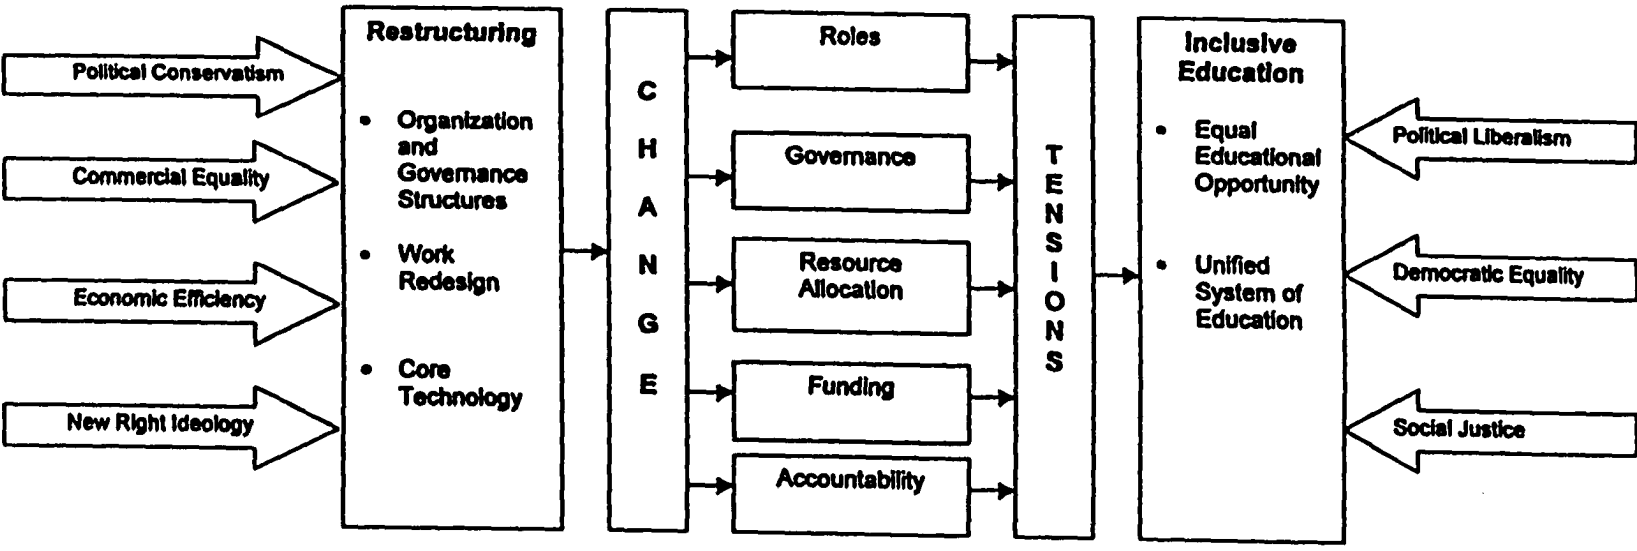 Political Conservatism
Commercial Equality
Economic Efficiency
New Right Ideology
Restructuring
• Organization
and
Governance
Structures
• Work
Redesign
• Core
Technology
C
H
A
N
G
E
Roles
Governance
Resource
Allocation
Funding
Accountability
T
E
N
S
I
O
N
S
Inclusive
Education
• Equal
Educational
Opportunity
• Unified
System of
Education
Political Liberalism
Democratic Equality
Social Justice